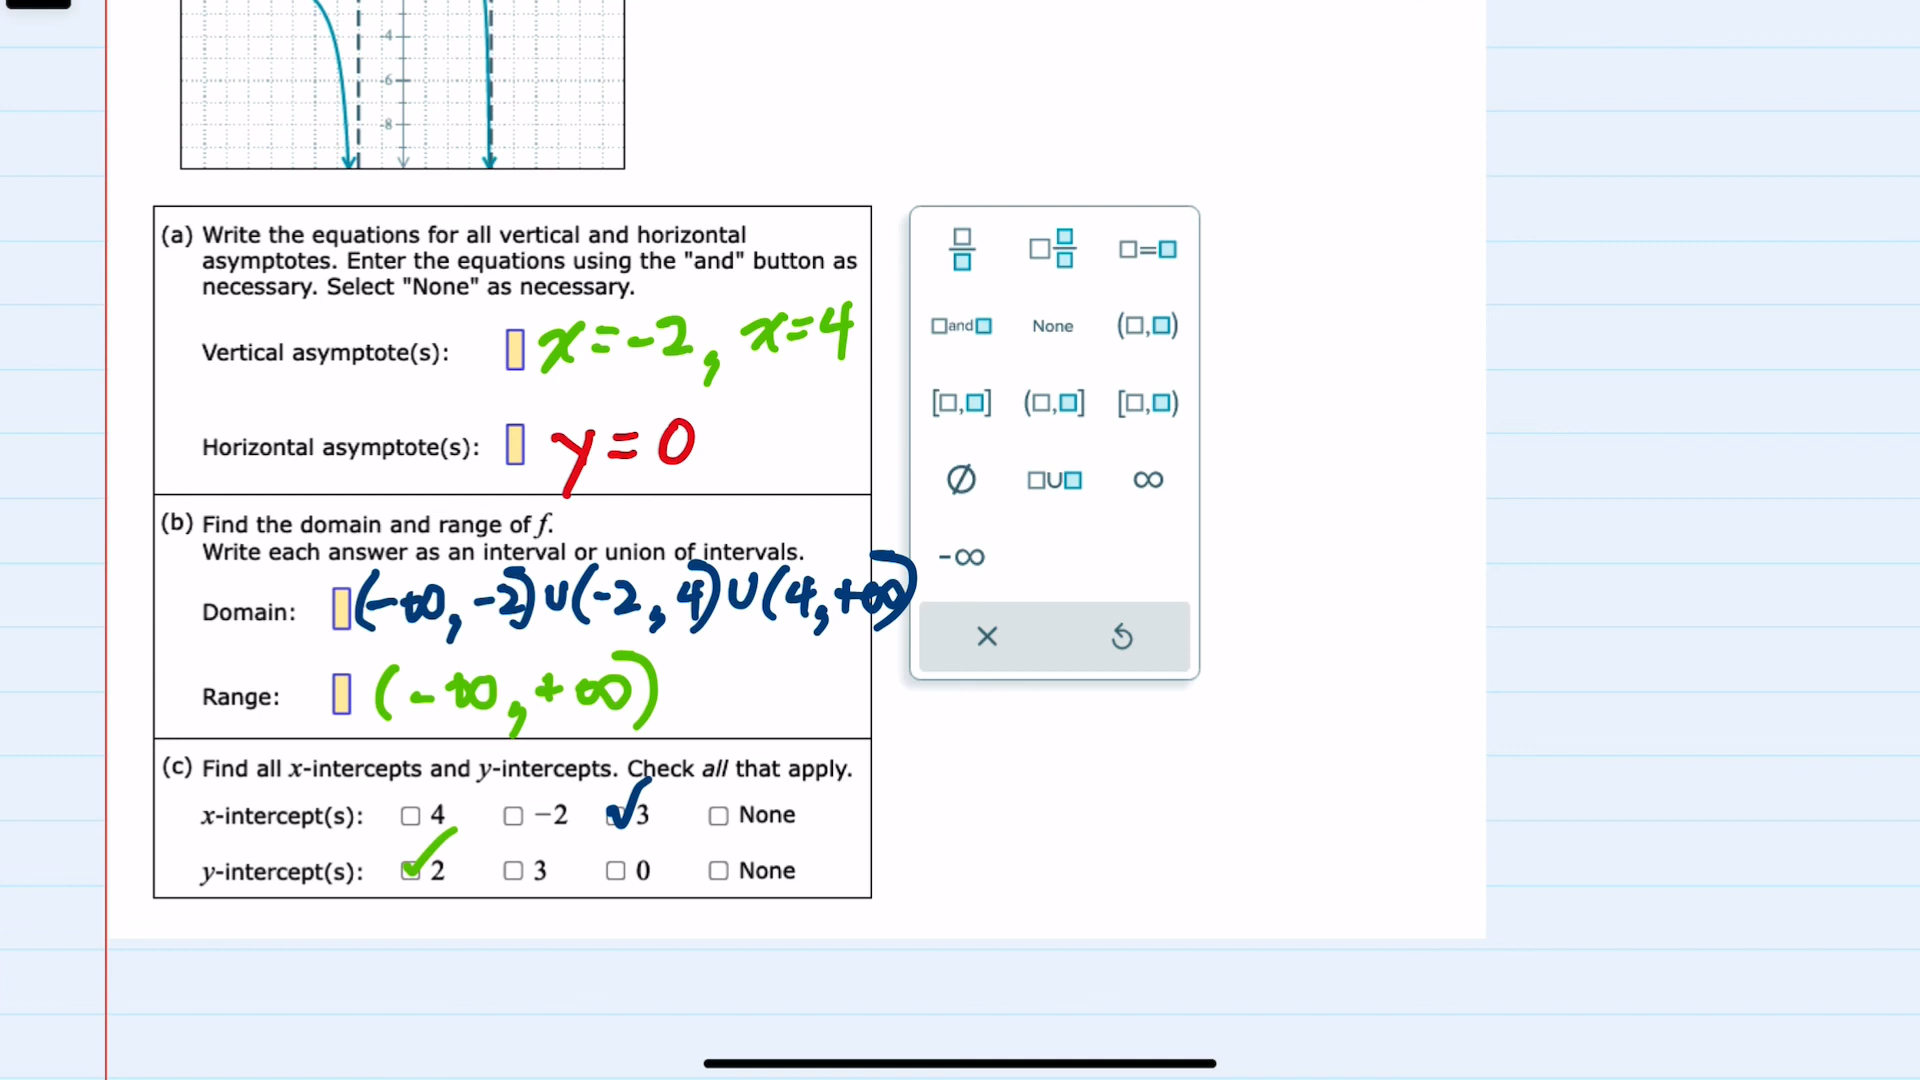 -4
-6
-8
(a) Write the equations for all vertical and horizontal
asymptotes. Enter the equations using the "and" button as
necessary. Select "None" as necessary.
Vertical asymptote(s): x=-2, x=4
Horizontal asymptote(s): y=0
(b) Find the domain and range of f.
Write each answer as an interval or union of intervals.
Domain: (-∞,-2)∪(-2,4)∪(4,+∞)
Range: (-∞,+∞)
(c) Find all x-intercepts and y-intercepts. Check all that apply.
x-intercept(s): 4 −2 ✓3 None
y-intercept(s): ✓2 3 0 None
□/□ □□/□ □=□
□and□ None (□,□)
[□,□] (□,□] [□,□)
∅ □∪□ ∞
-∞